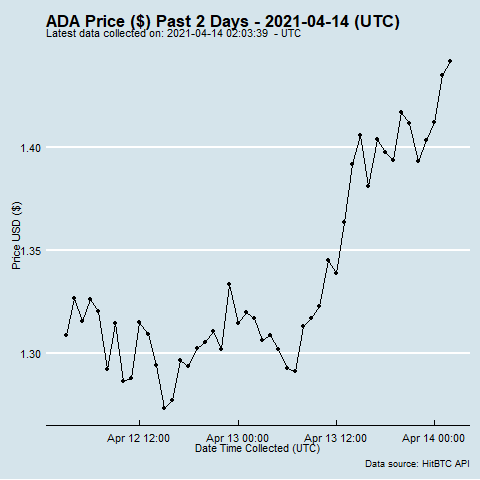 ADA Price ($) Past 2 Days - 2021-04-14 (UTC)
Latest data collected on: 2021-04-14 02:03:39  - UTC
Price USD ($)
1.40
1.35
1.30
Apr 12 12:00 Apr 13 00:00 Apr 13 12:00 Apr 14 00:00
Date Time Collected (UTC)
Data source: HitBTC API